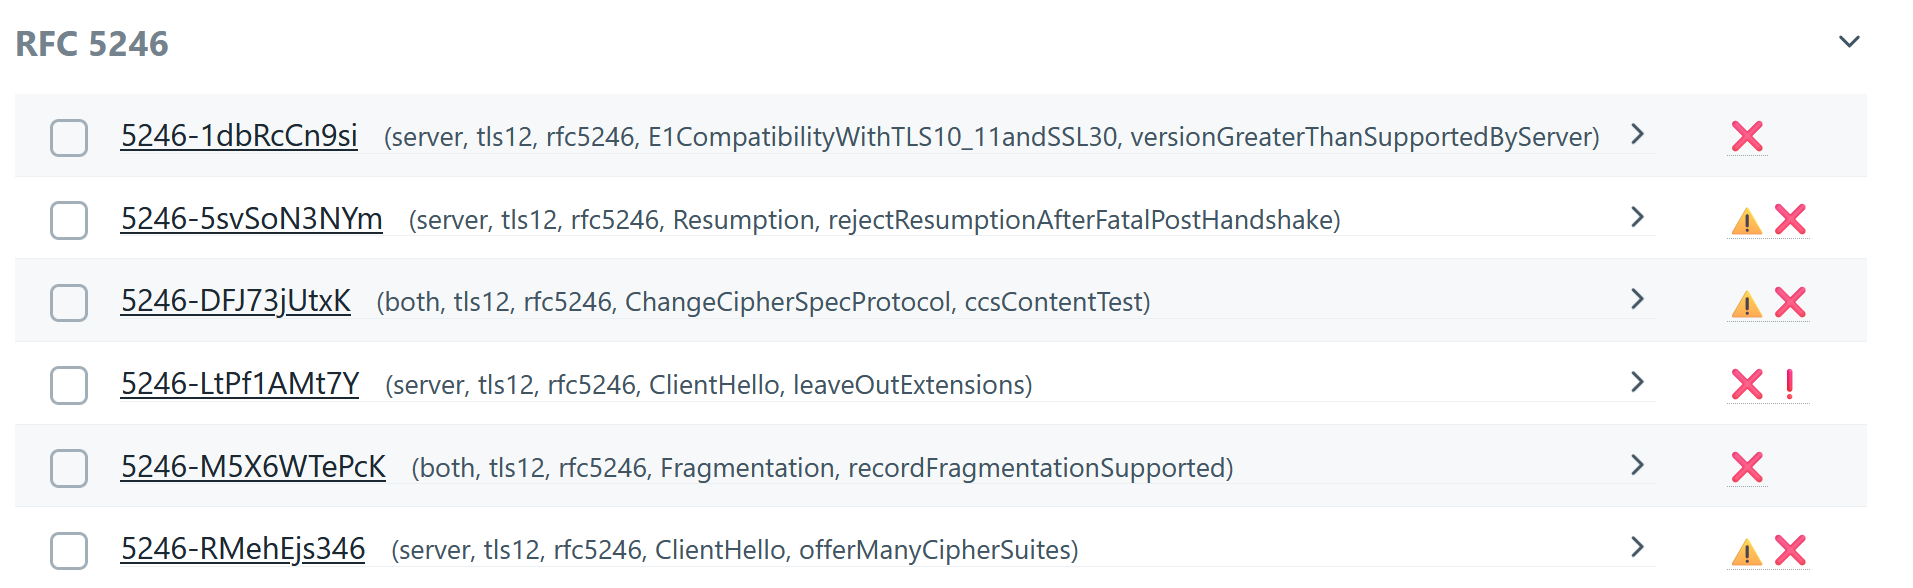 RFC 5246
5246-1dbRcCn9si (server, tls12, rfc5246, E1CompatibilityWithTLS10_11andSSL30, versionGreaterThanSupportedByServer)
5246-5svSoN3NYm (server, tls12, rfc5246, Resumption, rejectResumptionAfterFatalPostHandshake)
5246-DFJ73jUtxK (both, tls12, rfc5246, ChangeCipherSpecProtocol, ccsContentTest)
5246-LtPf1AMt7Y (server, tls12, rfc5246, ClientHello, leaveOutExtensions)
5246-M5X6WTePcK (both, tls12, rfc5246, Fragmentation, recordFragmentationSupported)
5246-RMehEjs346 (server, tls12, rfc5246, ClientHello, offerManyCipherSuites)